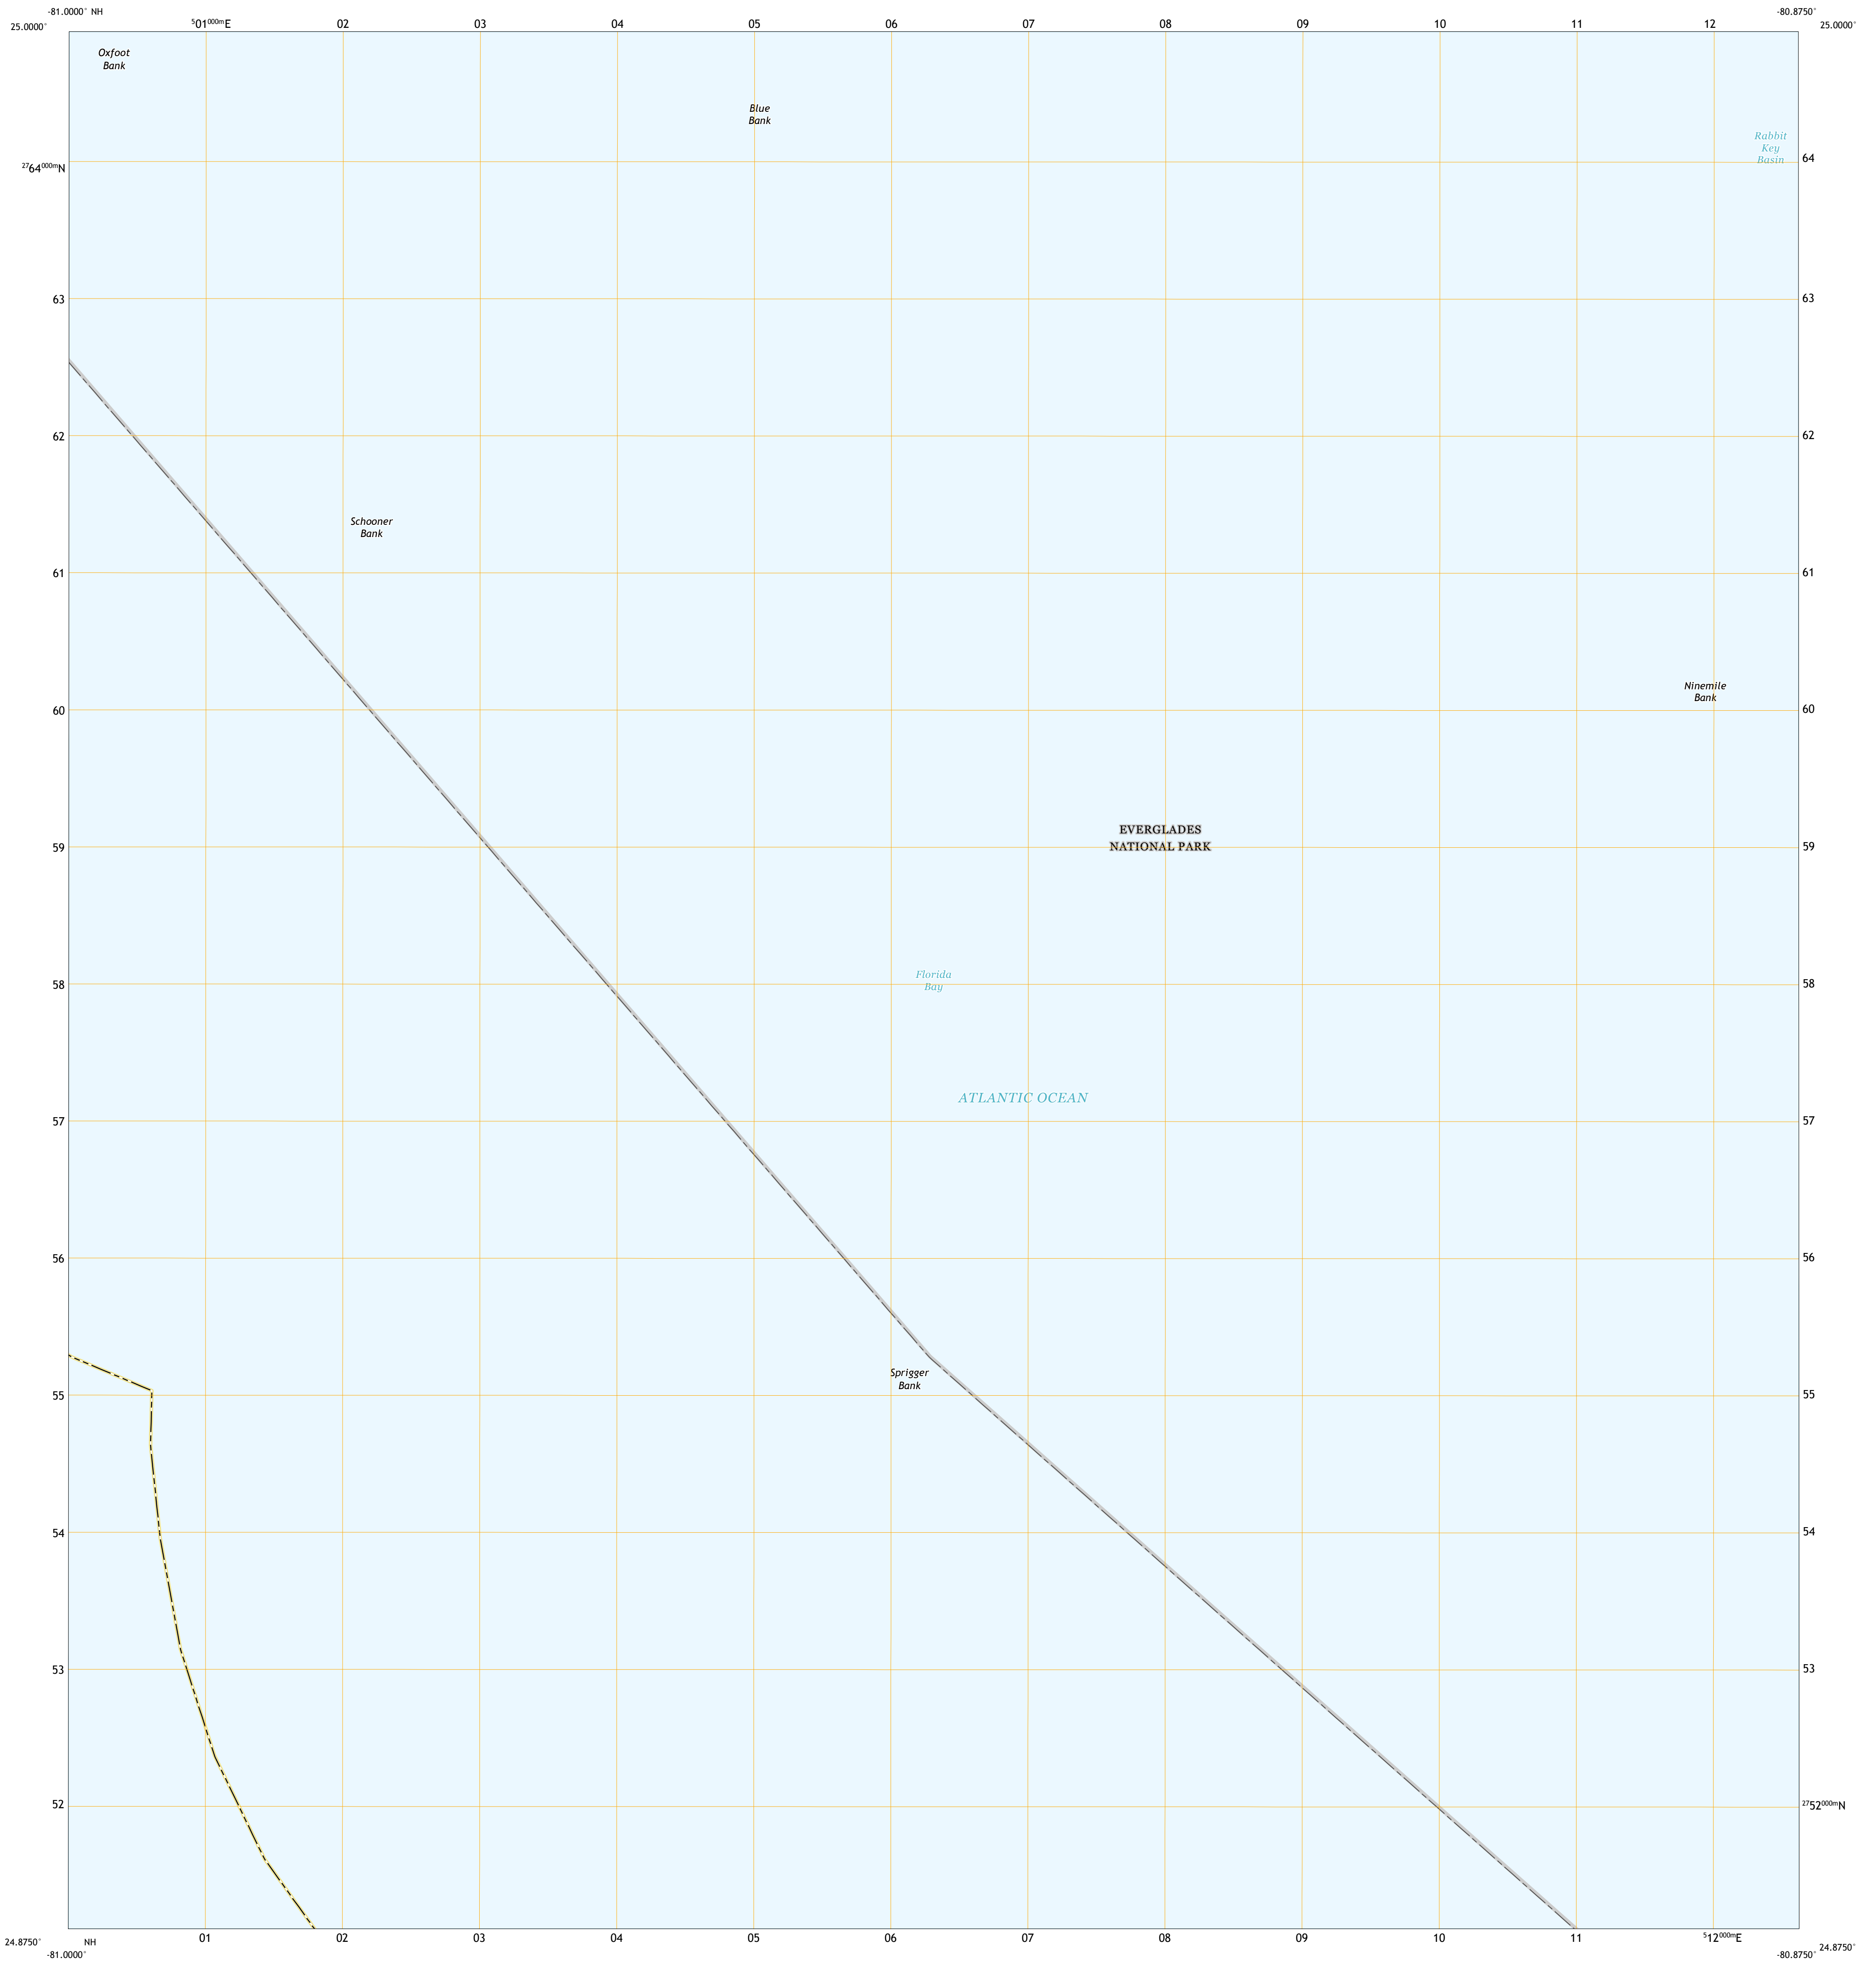 -81.0000° NH
-80.8750°
25.0000°
501000mE
02
03
04
05
06
07
08
09
10
11
12
25.0000°
Oxfoot
Bank
Blue
Bank
Rabbit
Key
Basin
2764000mN
64
63
63
62
62
Schooner
Bank
61
61
Ninemile
Bank
60
60
EVERGLADES
NATIONAL PARK
59
59
Florida
Bay
58
58
ATLANTIC OCEAN
57
57
56
56
Sprigger
Bank
55
55
54
54
53
53
52
2752000mN
24.8750°
NH
01
02
03
04
05
06
07
08
09
10
11
512000mE
24.8750°
-81.0000°
-80.8750°